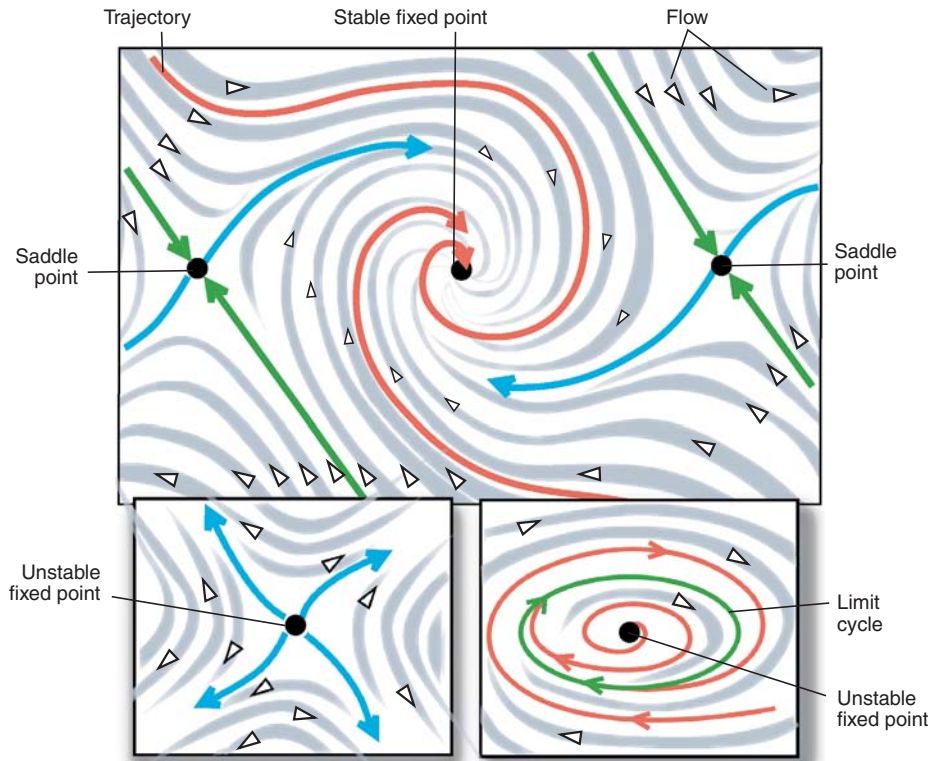 Trajectory
Stable fixed point
Flow
Saddle
point
Saddle
point
Unstable
fixed point
Limit
cycle
Unstable
fixed point